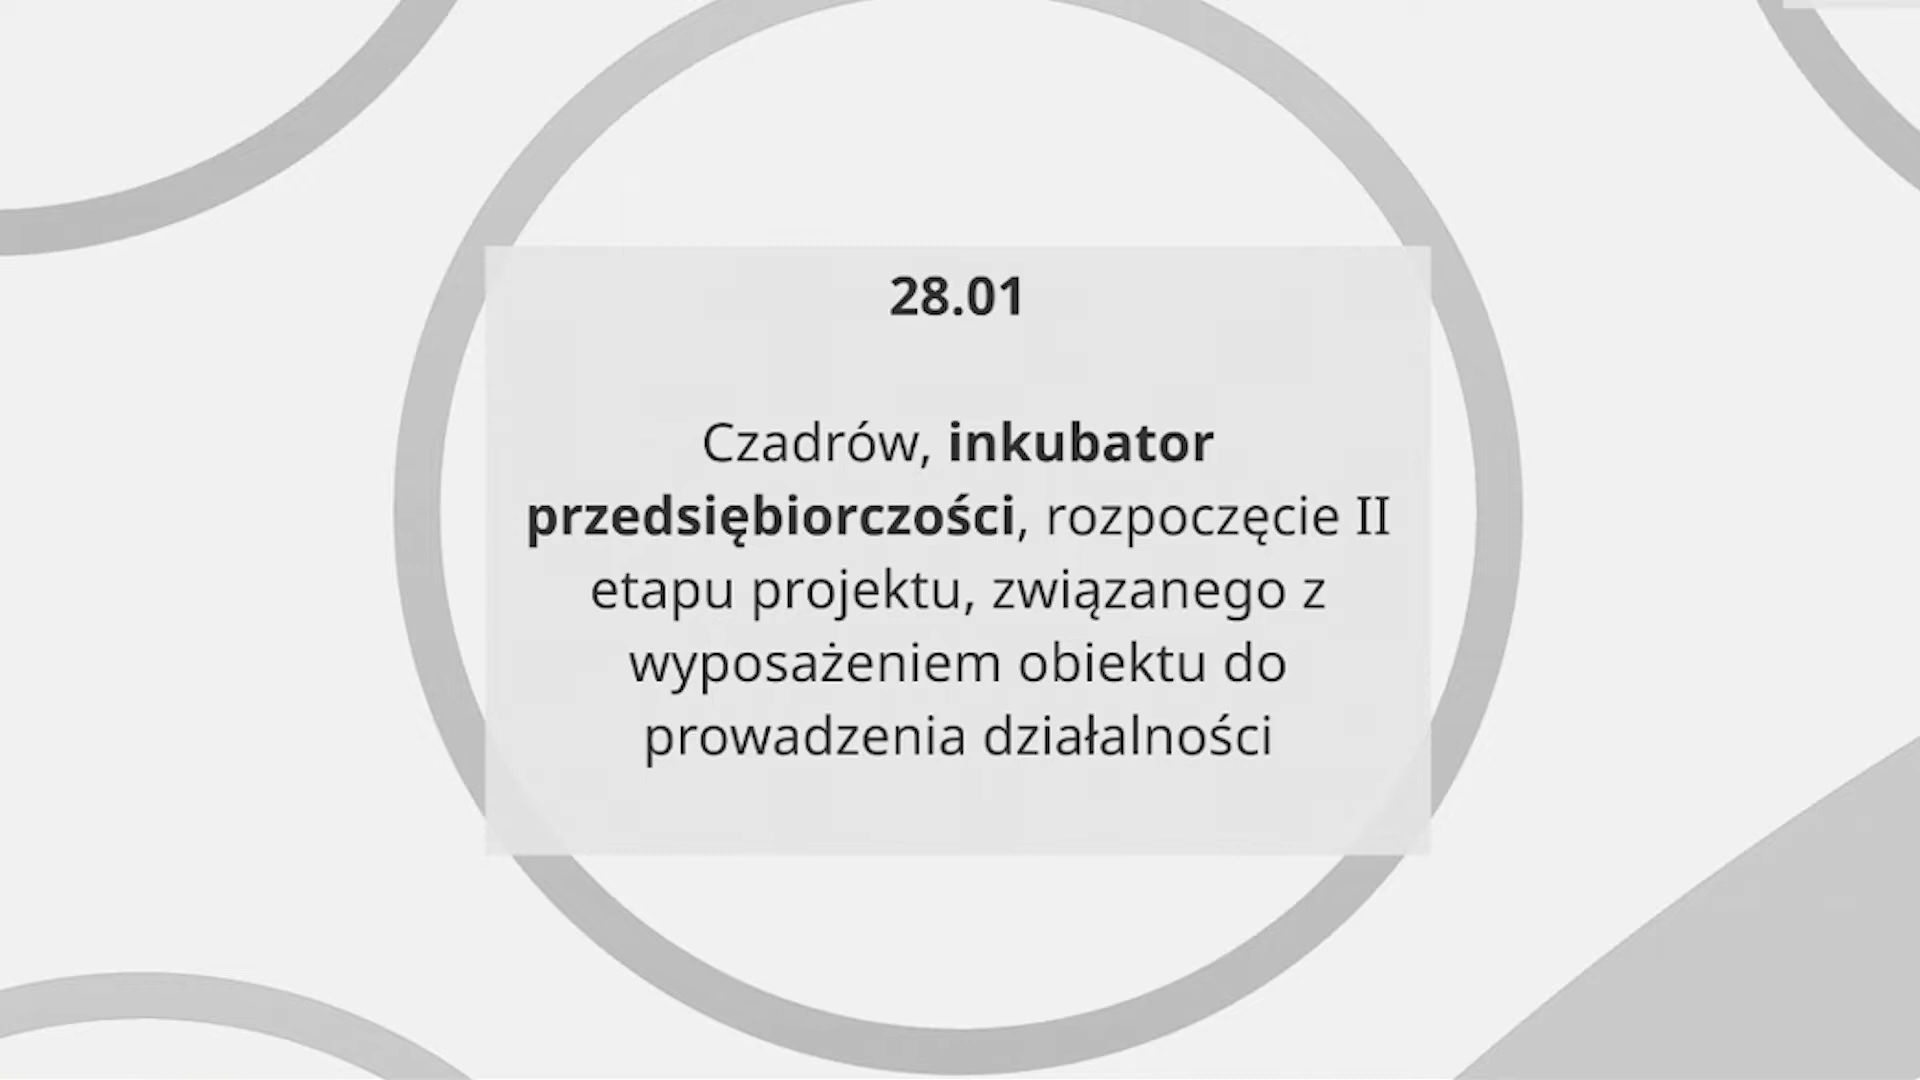 28.01
Czadrów, inkubator
przedsiębiorczości, rozpoczęcie II
etapu projektu, związanego z
wyposażeniem obiektu do
prowadzenia działalności